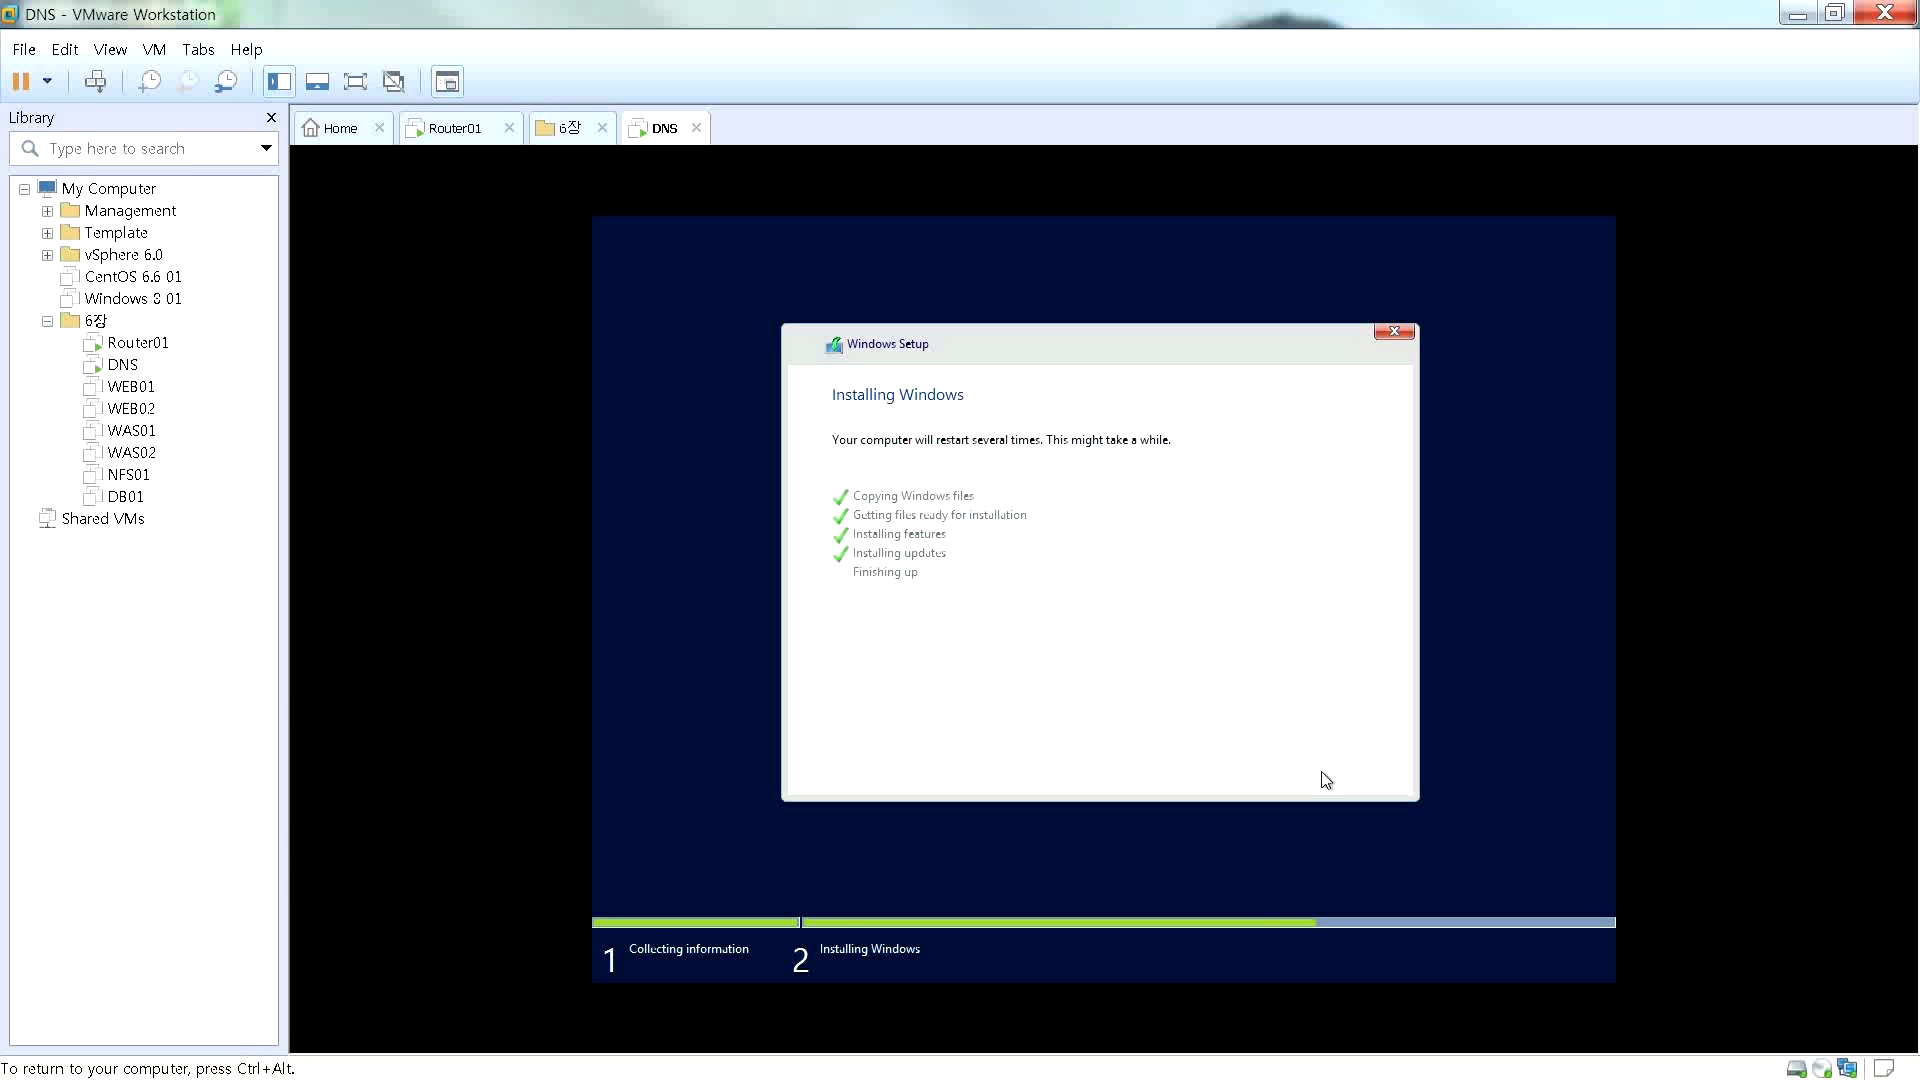 DNS - VMware Workstation
File Edit View VM Tabs Help
Library
Home Router01 6장 DNS
Type here to search
My Computer
Management
Template
vSphere 6.0
CentOS 6.6 01
Windows 8 01
6장
Router01
DNS
WEB01
WEB02
WAS01
WAS02
NFS01
DB01
Shared VMs
Windows Setup
Installing Windows
Your computer will restart several times. This might take a while.
Copying Windows files
Getting files ready for installation
Installing features
Installing updates
Finishing up
1 Collecting information 2 Installing Windows
To return to your computer, press Ctrl+Alt.